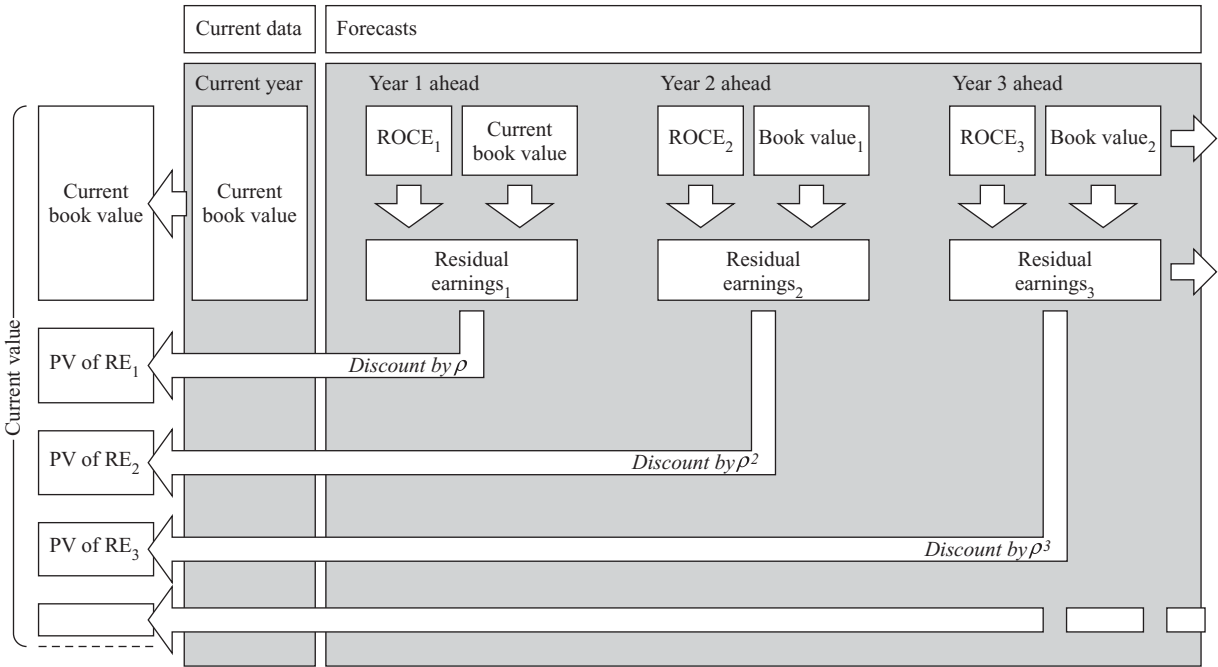 Current data
Forecasts
Current year
Year 1 ahead
Year 2 ahead
Year 3 ahead
Current
book value
Current
book value
ROCE₁
Current
book value
ROCE₂
Book value₁
ROCE₃
Book value₂
Residual
earnings₁
Residual
earnings₂
Residual
earnings₃
Current value
PV of RE₁
Discount by ρ
PV of RE₂
Discount by ρ²
PV of RE₃
Discount by ρ³